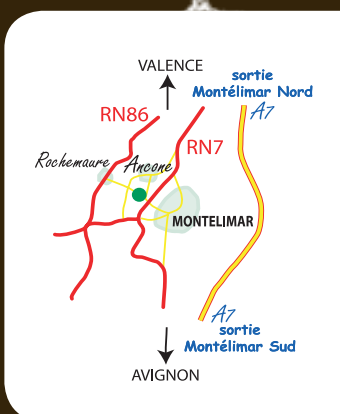 VALENCE
sortie
Montélimar Nord
A7
RN86
RN7
Rochemaure
Ancone
MONTELIMAR
A7
sortie
Montélimar Sud
AVIGNON